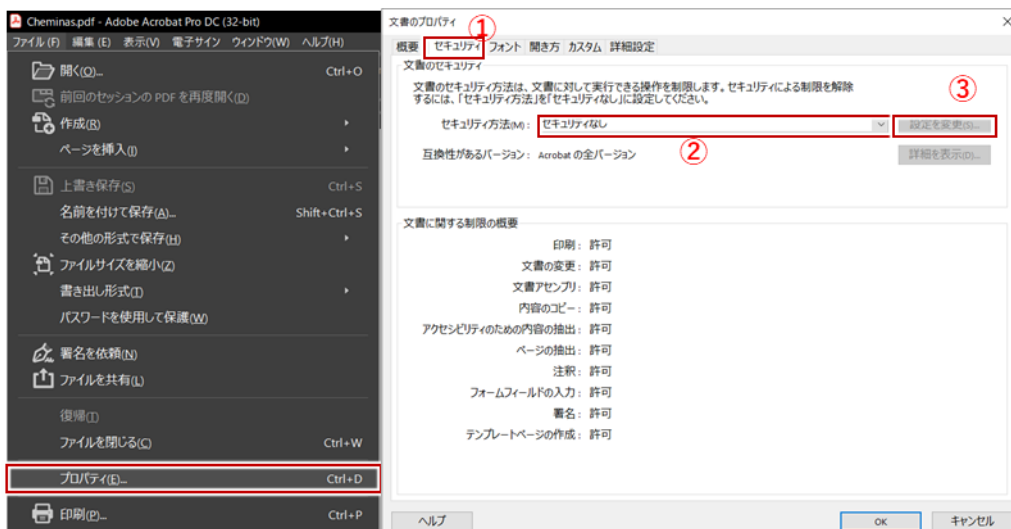 Cheminas.pdf - Adobe Acrobat Pro DC (32-bit)
ファイル(F) 編集(E) 表示(V) 電子サイン ウィンドウ(W) ヘルプ(H)
開く(O)... Ctrl+O
前回のセッションの PDF を再度開く(D)
作成(R)
ページを挿入(I)
上書き保存(S) Ctrl+S
名前を付けて保存(A)... Shift+Ctrl+S
その他の形式で保存(H)
ファイルサイズを縮小(Z)
書き出し形式(T)
パスワードを使用して保護(W)
署名を依頼(N)
ファイルを共有(L)
復帰(T)
ファイルを閉じる(C) Ctrl+W
プロパティ(E)... Ctrl+D
印刷(P)... Ctrl+P
文書のプロパティ
①
概要 セキュリティ フォント 開き方 カスタム 詳細設定
文書のセキュリティ
文書のセキュリティ方法は、文書に対して実行できる操作を制限します。セキュリティによる制限を解除
するには、「セキュリティ方法」を「セキュリティなし」に設定してください。
③
セキュリティ方法(M): セキュリティなし 設定を変更(S)...
②
互換性があるバージョン: Acrobat の全バージョン 詳細を表示(D)...
文書に関する制限の概要
印刷: 許可
文書の変更: 許可
文書アセンブリ: 許可
内容のコピー: 許可
アクセシビリティのための内容の抽出: 許可
ページの抽出: 許可
注釈: 許可
フォームフィールドの入力: 許可
署名: 許可
テンプレートページの作成: 許可
ヘルプ OK キャンセル